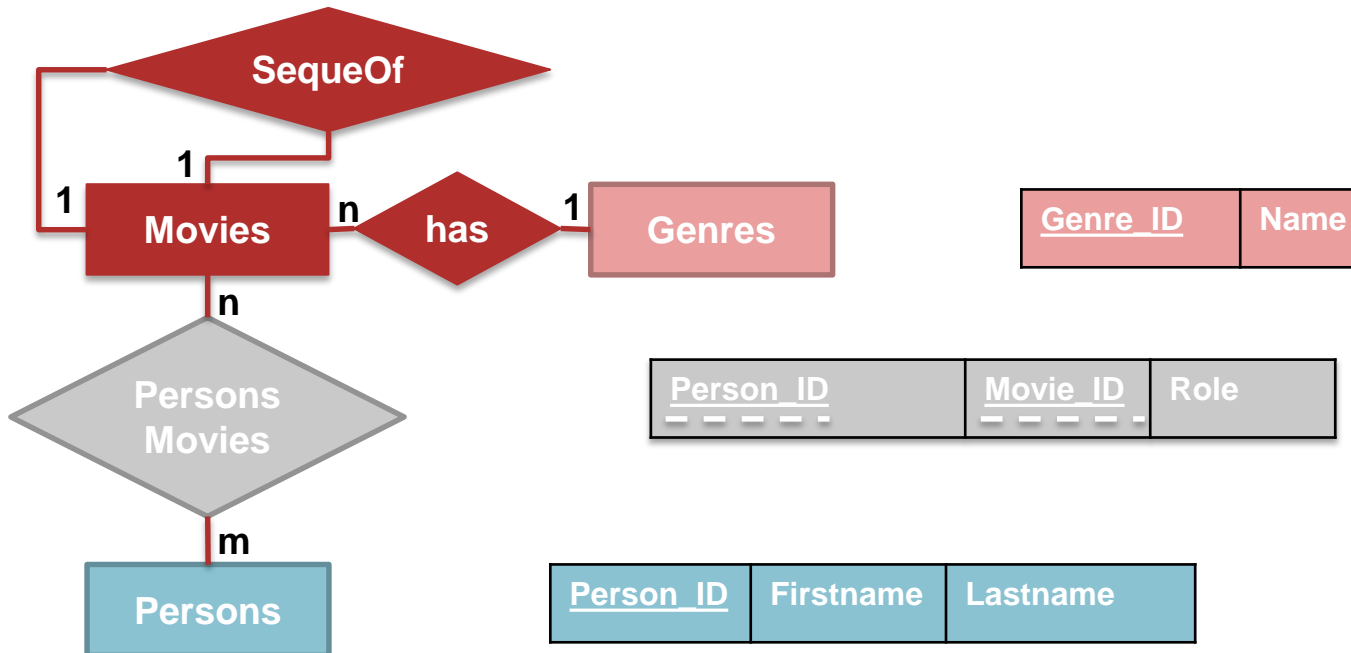 SequeOf
1
1
Movies
n
has
1
Genres
Genre_ID
Name
n
Persons
Movies
Person_ID
Movie_ID
Role
m
Persons
Person_ID
Firstname
Lastname